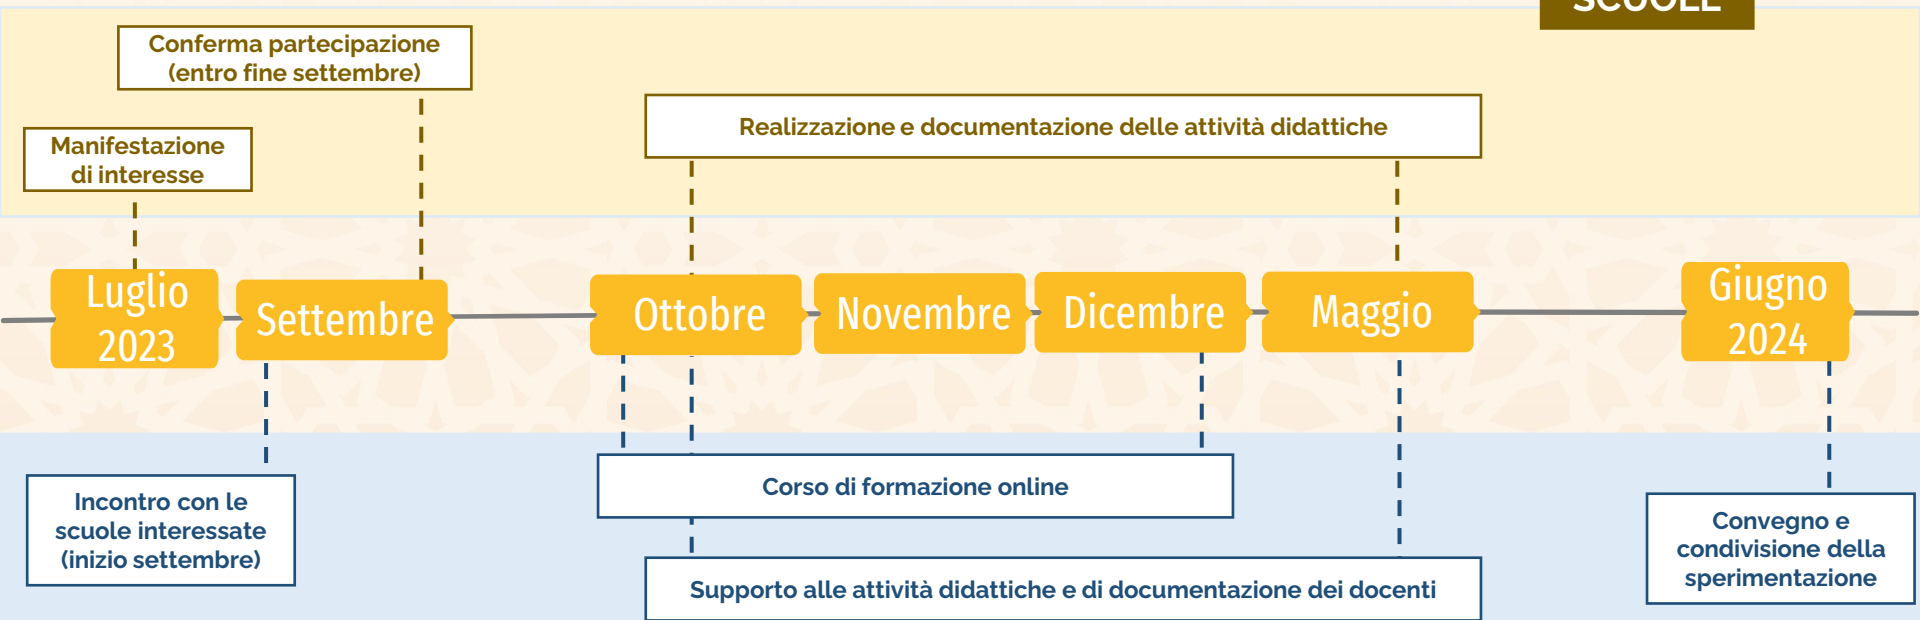 SCUOLE
Conferma partecipazione
(entro fine settembre)
Manifestazione
di interesse
Realizzazione e documentazione delle attività didattiche
Luglio
2023
Settembre
Ottobre
Novembre
Dicembre
Maggio
Giugno
2024
Incontro con le
scuole interessate
(inizio settembre)
Corso di formazione online
Supporto alle attività didattiche e di documentazione dei docenti
Convegno e
condivisione della
sperimentazione